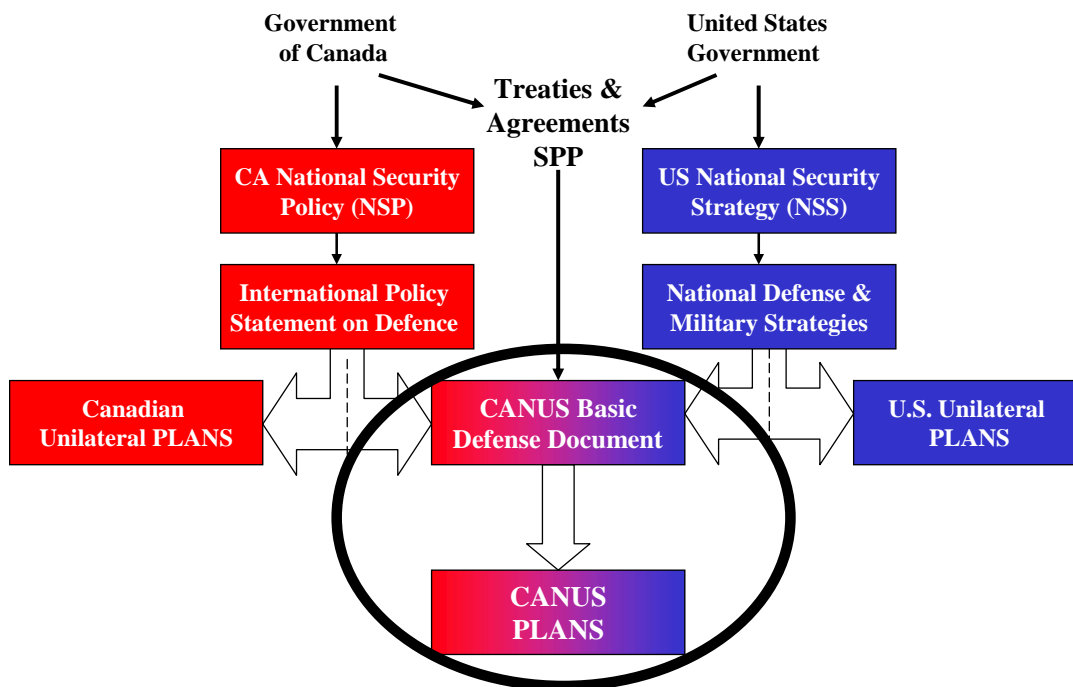 Government
of Canada
United States
Government
Treaties &
Agreements
SPP
CA National Security
Policy (NSP)
US National Security
Strategy (NSS)
International Policy
Statement on Defence
National Defense &
Military Strategies
Canadian
Unilateral PLANS
CANUS Basic
Defense Document
U.S. Unilateral
PLANS
CANUS
PLANS